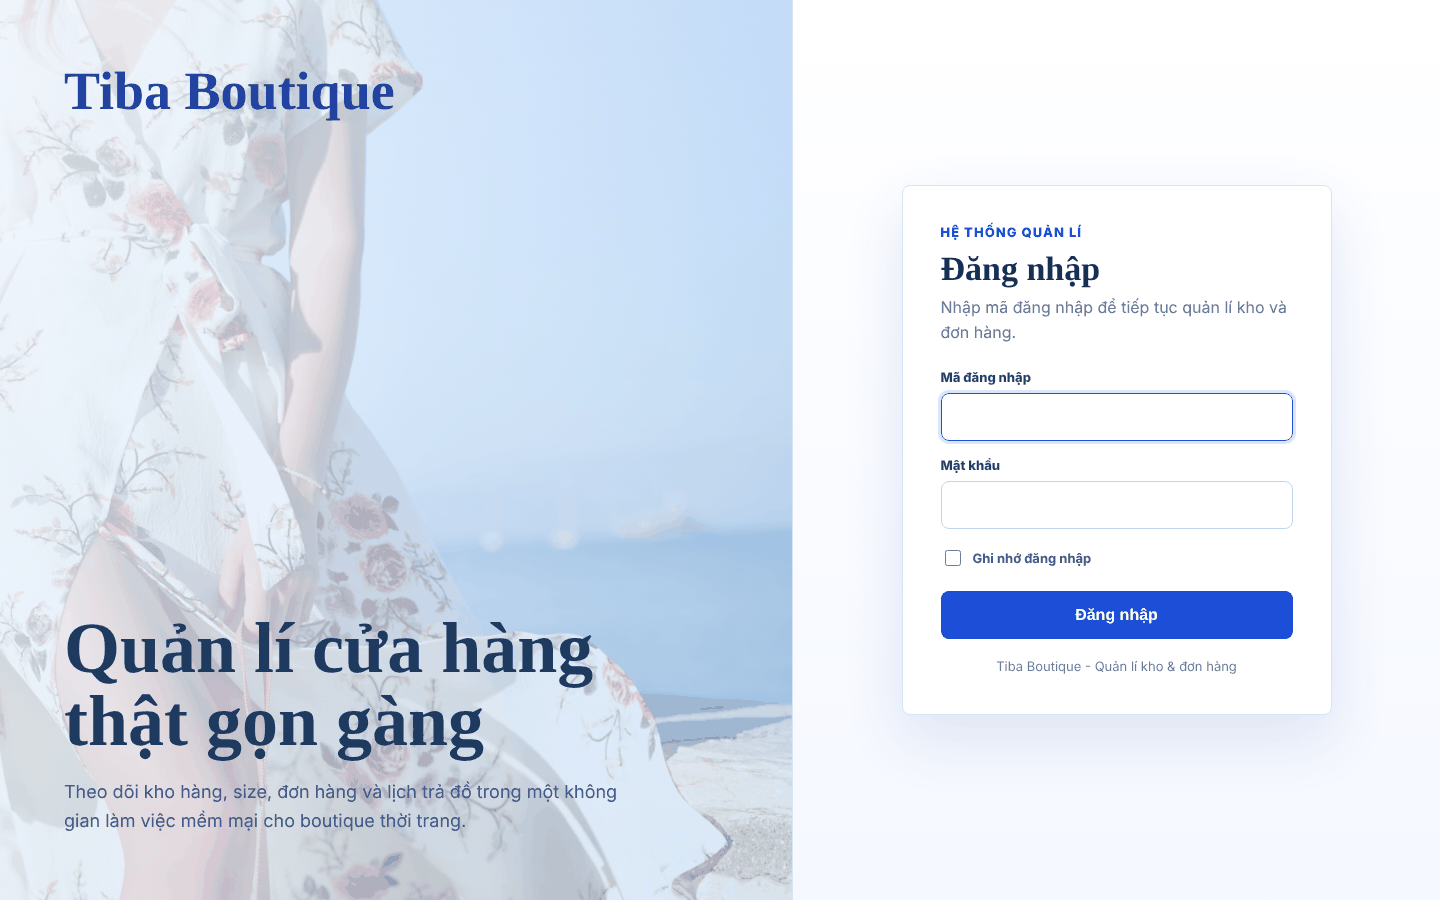 Tiba Boutique
Quản lí cửa hàng
thật gọn gàng
Theo dõi kho hàng, size, đơn hàng và lịch trả đồ trong một không
gian làm việc mềm mại cho boutique thời trang.
HỆ THỐNG QUẢN LÍ
Đăng nhập
Nhập mã đăng nhập để tiếp tục quản lí kho và
đơn hàng.
Mã đăng nhập
Mật khẩu
Ghi nhớ đăng nhập
Đăng nhập
Tiba Boutique - Quản lí kho & đơn hàng